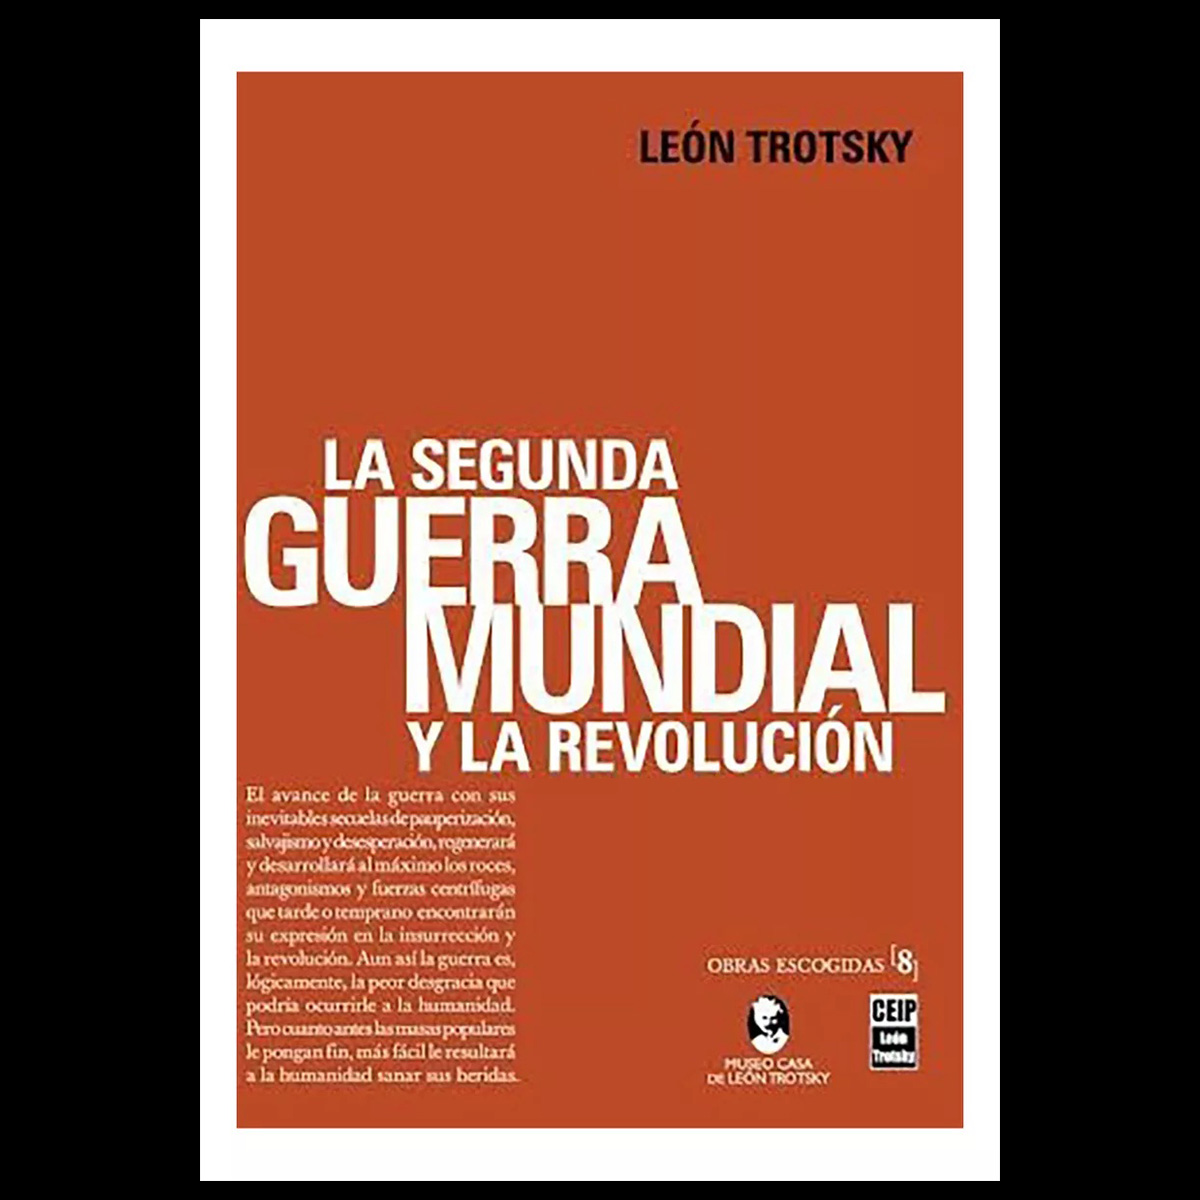 LEÓN TROTSKY
LA SEGUNDA
GUERRA
MUNDIAL
Y LA REVOLUCIÓN
El avance de la guerra con sus
inevitables secuelas de pauperización,
salvajismo y desesperación, regenerará
y desarrollará al máximo los roces,
antagonismos y fuerzas centrífugas
que tarde o temprano encontrarán
su expresión en la insurrección y
la revolución. Aun así la guerra es,
lógicamente, la peor desgracia que
podría ocurrirle a la humanidad.
Pero cuanto antes las masas populares
le pongan fin, más fácil le resultará
a la humanidad sanar sus heridas.
OBRAS ESCOGIDAS [8]
MUSEO CASA
DE LEÓN TROTSKY
CEIP
León
Trotsky